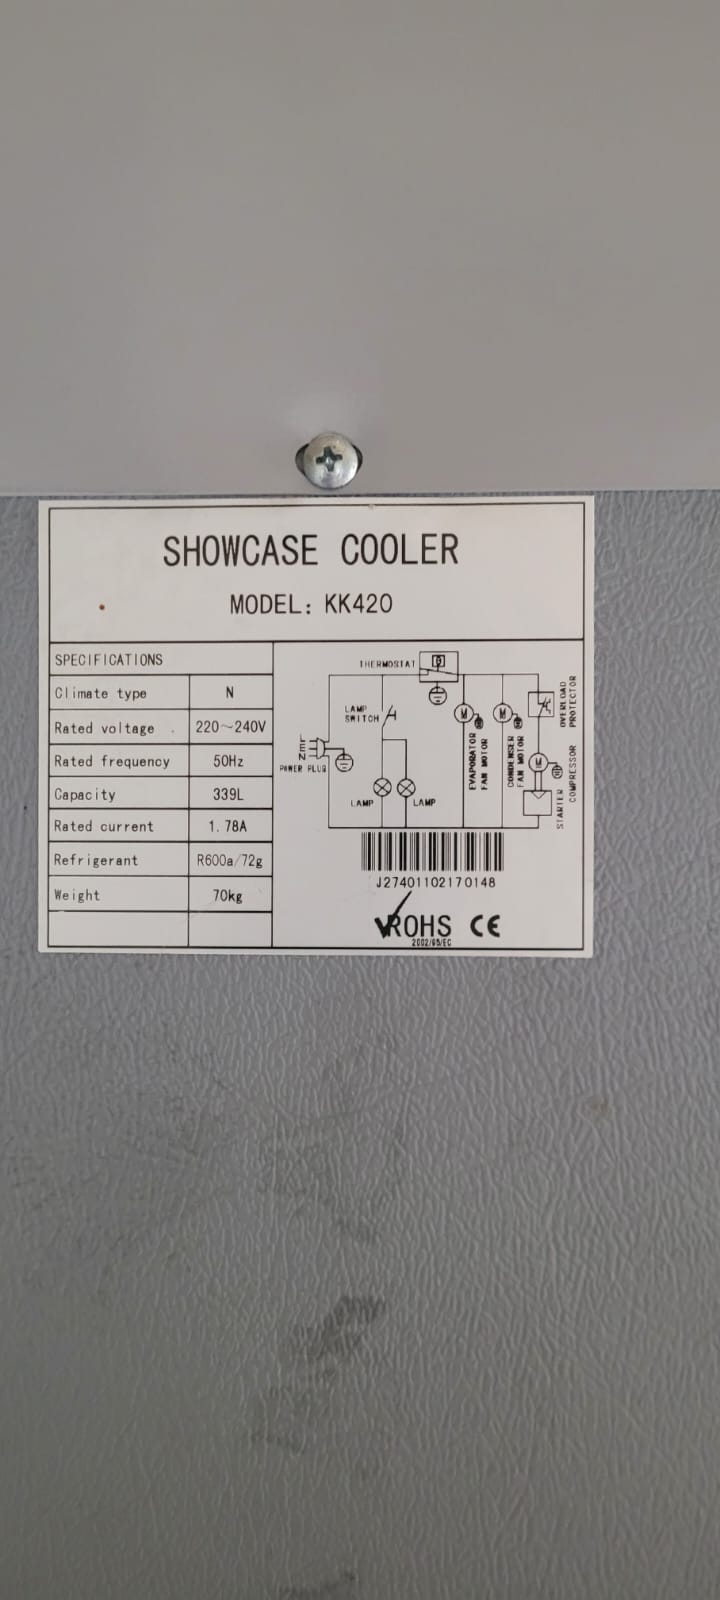 SHOWCASE COOLER
MODEL: KK420
SPECIFICATIONS
Climate type N
Rated voltage 220~240V
Rated frequency 50Hz
Capacity 339L
Rated current 1.78A
Refrigerant R600a/72g
Weight 70kg
THERMOSTAT
LAMP
SWITCH
L
E
N
POWER PLUG
LAMP
LAMP
M
EVAPORATOR
FAN MOTOR
M
CONDENSER
FAN MOTOR
OVERLOAD
PROTECTOR
M
COMPRESSOR
STARTER
J27401102170148
ROHS CE
2002/95/EC